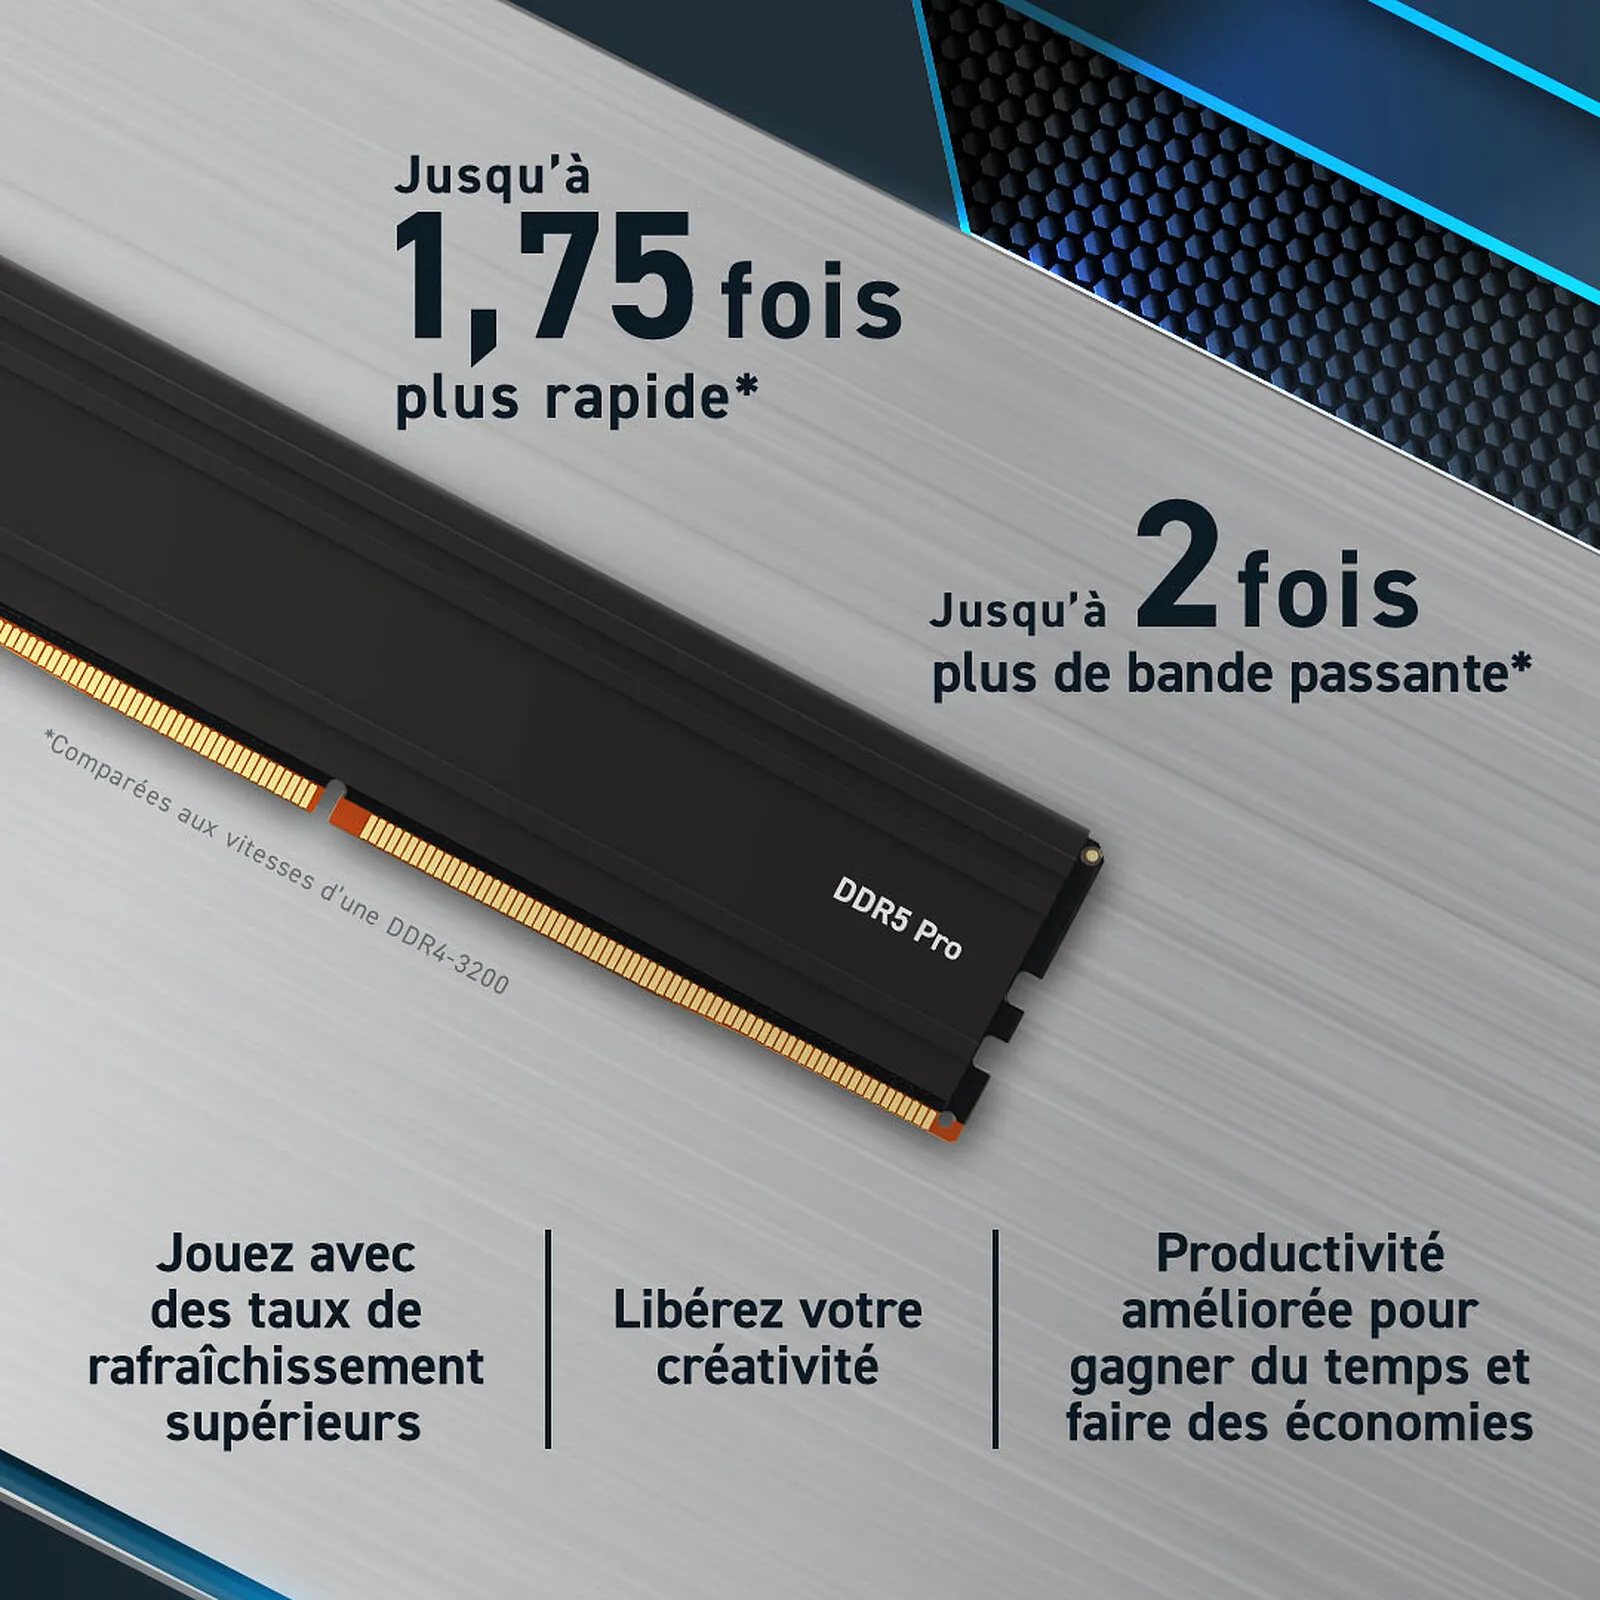 Jusqu'à
1,75 fois
plus rapide*
Jusqu'à 2 fois
plus de bande passante*
*Comparées aux vitesses d'une DDR4-3200
DDR5 Pro
Jouez avec
des taux de
rafraîchissement
supérieurs
Libérez votre
créativité
Productivité
améliorée pour
gagner du temps et
faire des économies